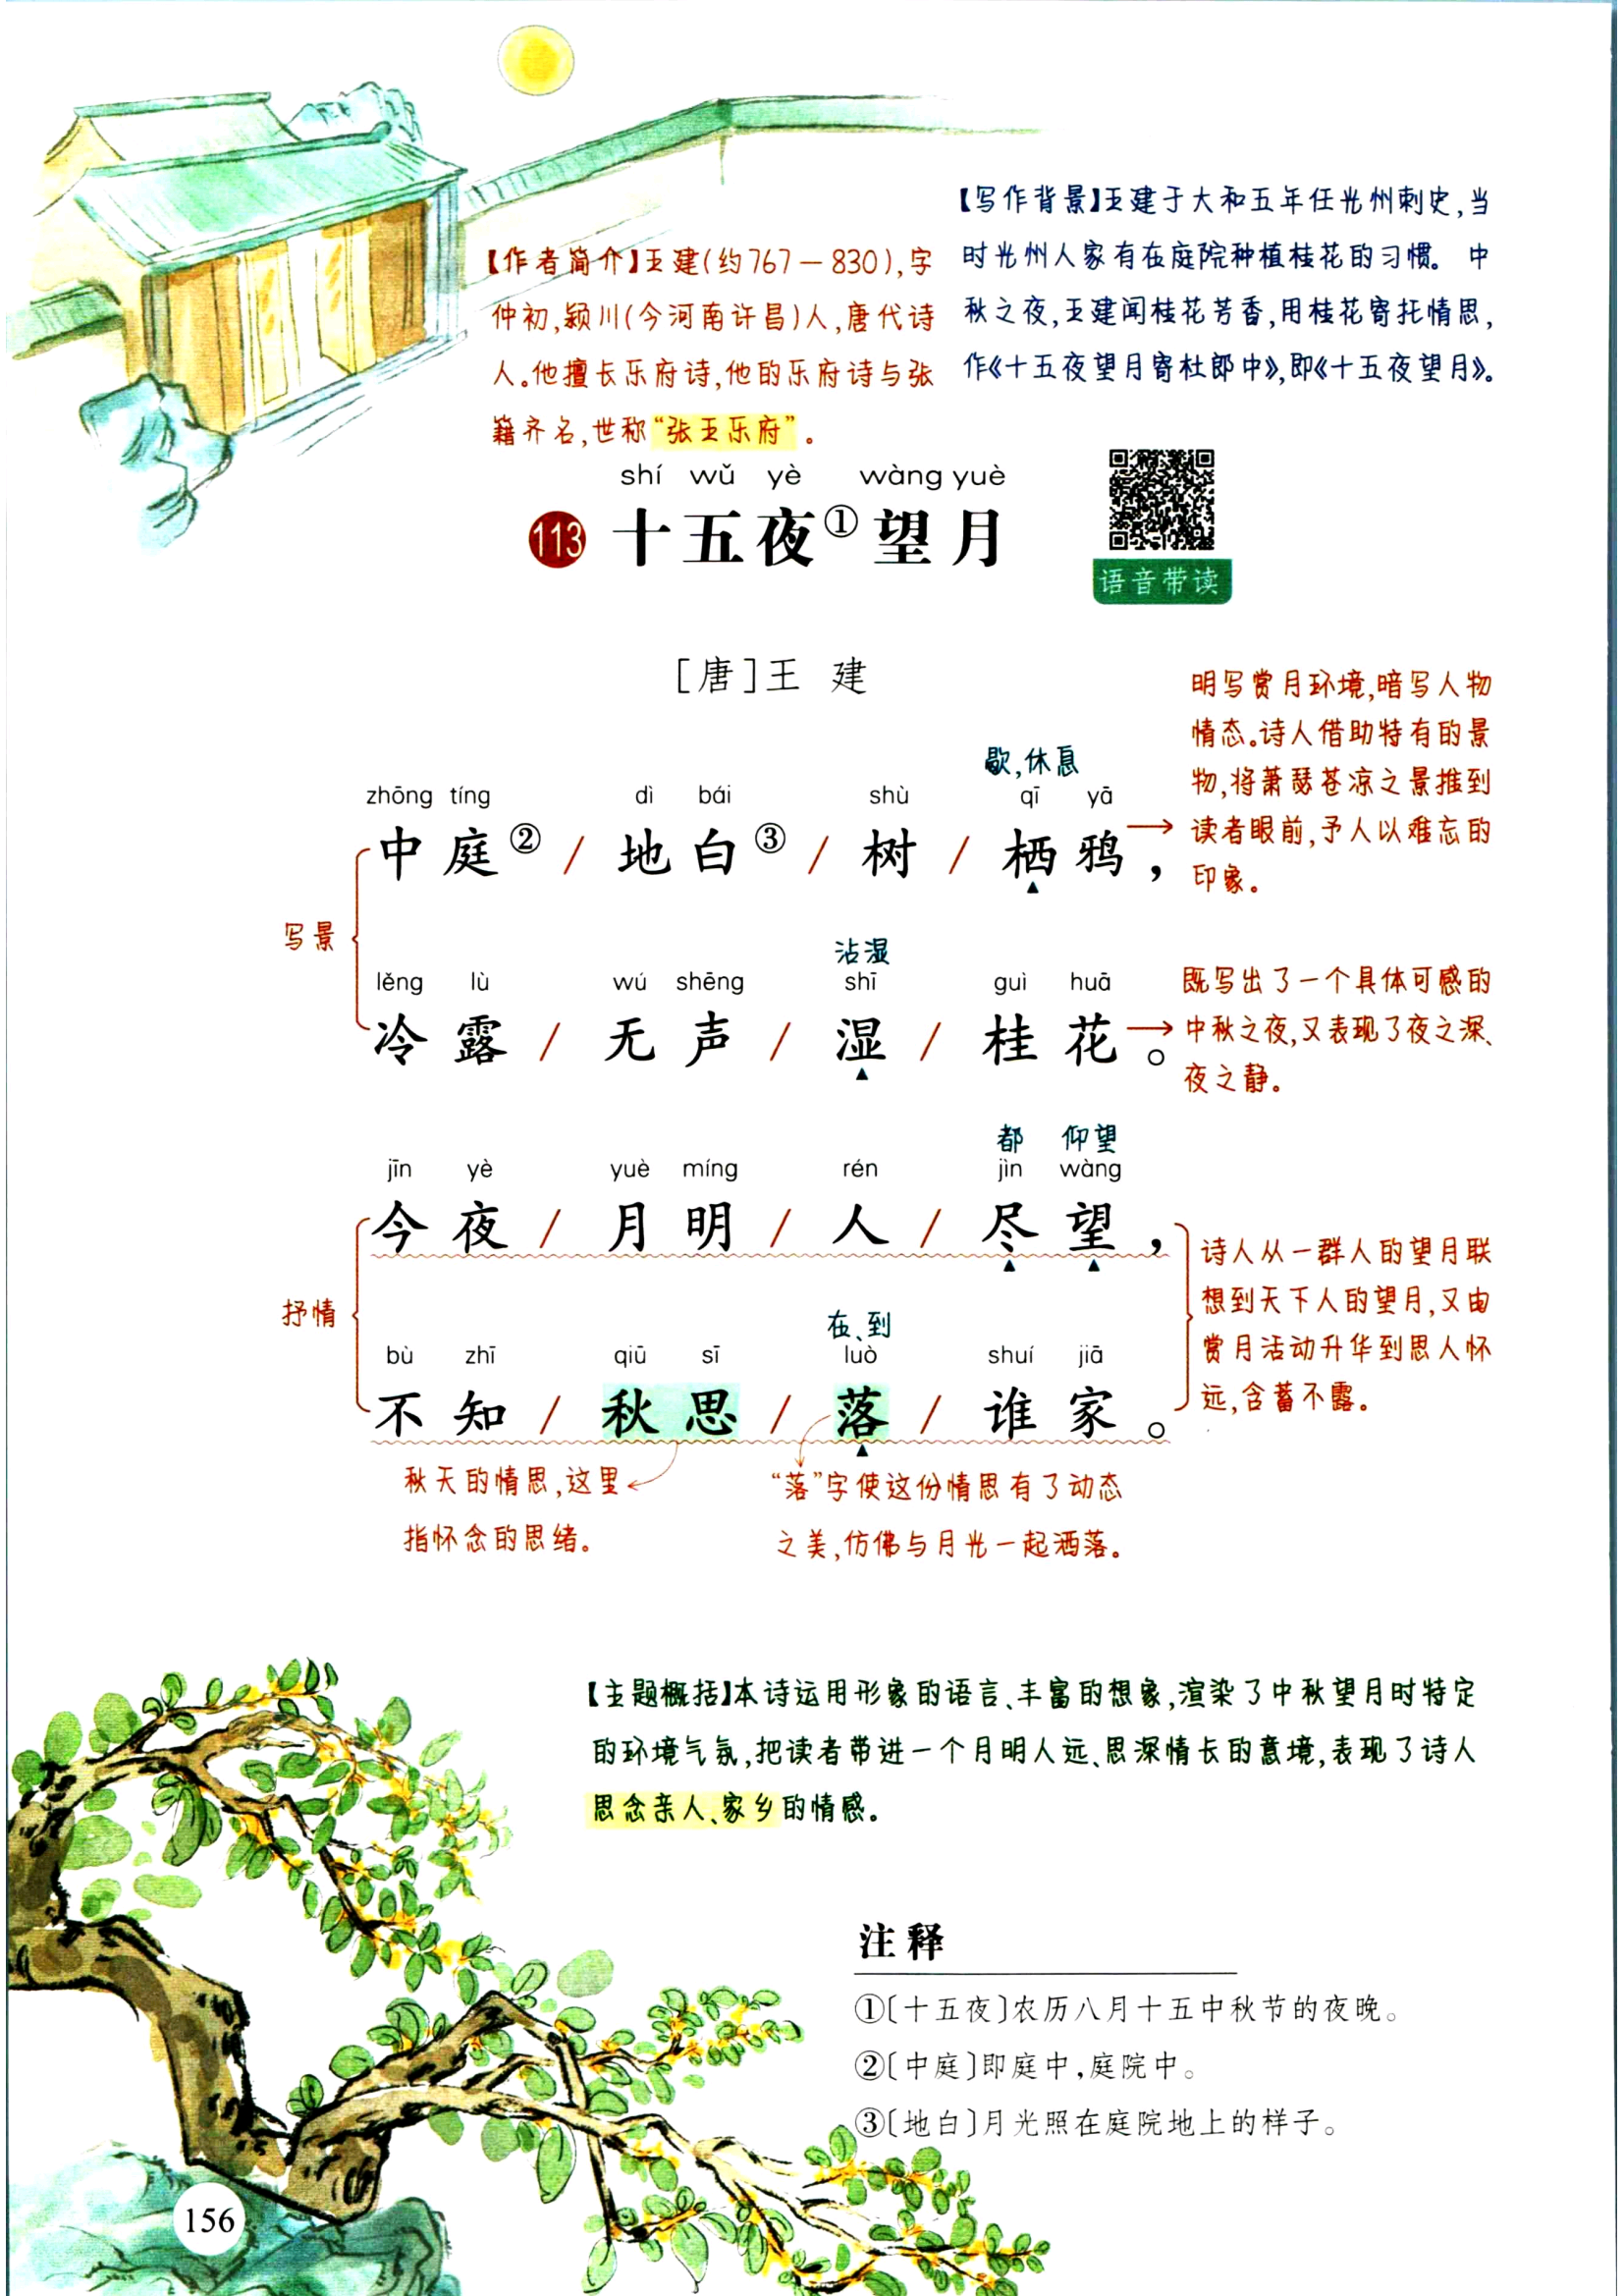 【写作背景】王建于大和五年任光州刺史,当
时光州人家有在庭院种植桂花的习惯。中
秋之夜,王建闻桂花芳香,用桂花寄托情思,
作《十五夜望月寄杜郎中》,即《十五夜望月》。
【作者简介】王建(约767—830),字
仲初,颍川(今河南许昌)人,唐代诗
人。他擅长乐府诗,他的乐府诗与张
籍齐名,世称“张王乐府”。
shí wǔ yè wàng yuè
113 十五夜①望月
语音带读
[唐]王 建
歇,休息
zhōng tíng dì bái shù qī yā
中庭②/地白③/树/栖鸦,
明写赏月环境,暗写人物
情态。诗人借助特有的景
物,将萧瑟苍凉之景推到
读者眼前,予人以难忘的
印象。
写景
沾湿
lěng lù wú shēng shī guì huā
冷露/无声/湿/桂花。
既写出了一个具体可感的
中秋之夜,又表现了夜之深、
夜之静。
都 仰望
jīn yè yuè míng rén jìn wàng
今夜/月明/人/尽望,
抒情
诗人从一群人的望月联
想到天下人的望月,又由
赏月活动升华到思人怀
远,含蓄不露。
在、到
bù zhī qiū sī luò shuí jiā
不知/秋思/落/谁家。
秋天的情思,这里
指怀念的思绪。
“落”字使这份情思有了动态
之美,仿佛与月光一起洒落。
【主题概括】本诗运用形象的语言、丰富的想象,渲染了中秋望月时特定
的环境气氛,把读者带进一个月明人远、思深情长的意境,表现了诗人
思念亲人、家乡的情感。
注释
①〔十五夜〕农历八月十五中秋节的夜晚。
②〔中庭〕即庭中,庭院中。
③〔地白〕月光照在庭院地上的样子。
156